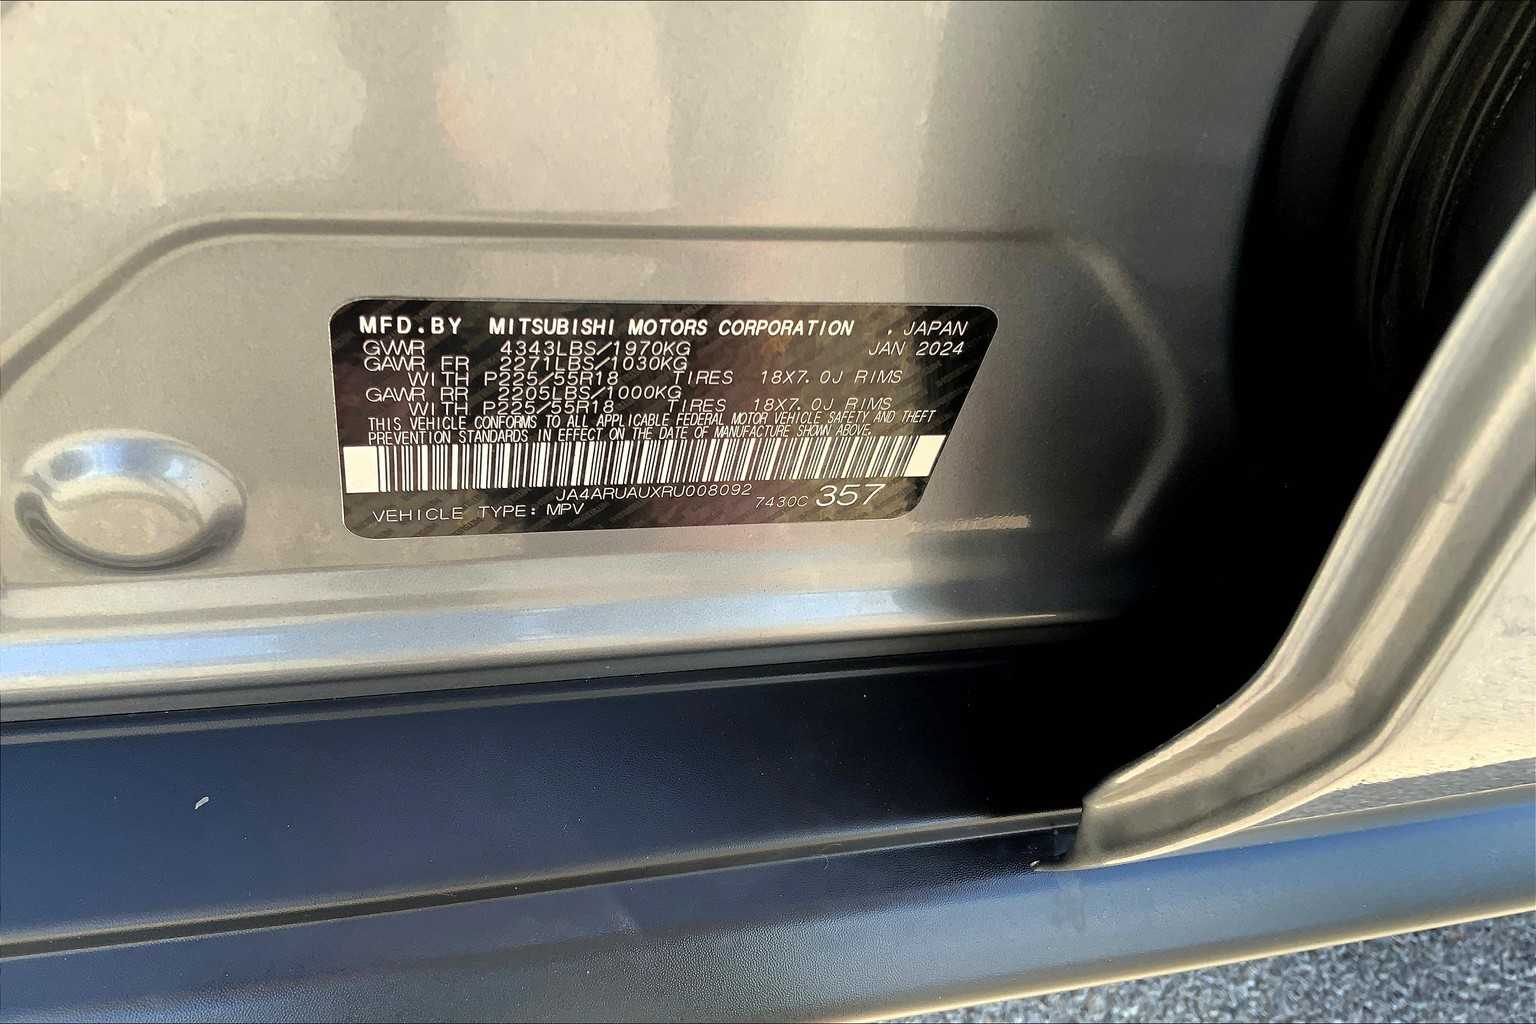 MFD.BY MITSUBISHI MOTORS CORPORATION , JAPAN
GVWR 4343LBS/1970KG JAN 2024
GAWR FR 2271LBS/1030KG
WITH P225/55R18 TIRES 18X7.0J RIMS
GAWR RR 2205LBS/1000KG
WITH P225/55R18 TIRES 18X7.0J RIMS
THIS VEHICLE CONFORMS TO ALL APPLICABLE FEDERAL MOTOR VEHICLE SAFETY AND THEFT
PREVENTION STANDARDS IN EFFECT ON THE DATE OF MANUFACTURE SHOWN ABOVE.
JA4ARUAUXRU008092
VEHICLE TYPE: MPV 7430C 357